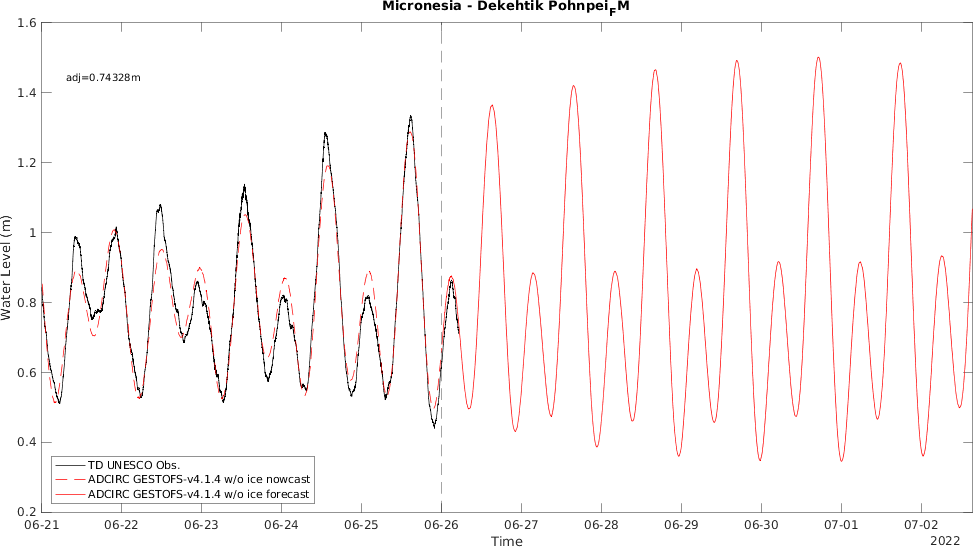 Micronesia - Dekehtik Pohnpei_FM
adj=0.74328m
Water Level (m)
1.6
1.4
1.2
1
0.8
0.6
0.4
0.2
TD UNESCO Obs.
ADCIRC GESTOFS-v4.1.4 w/o ice nowcast
ADCIRC GESTOFS-v4.1.4 w/o ice forecast
06-21 06-22 06-23 06-24 06-25 06-26 06-27 06-28 06-29 06-30 07-01 07-02
Time
2022